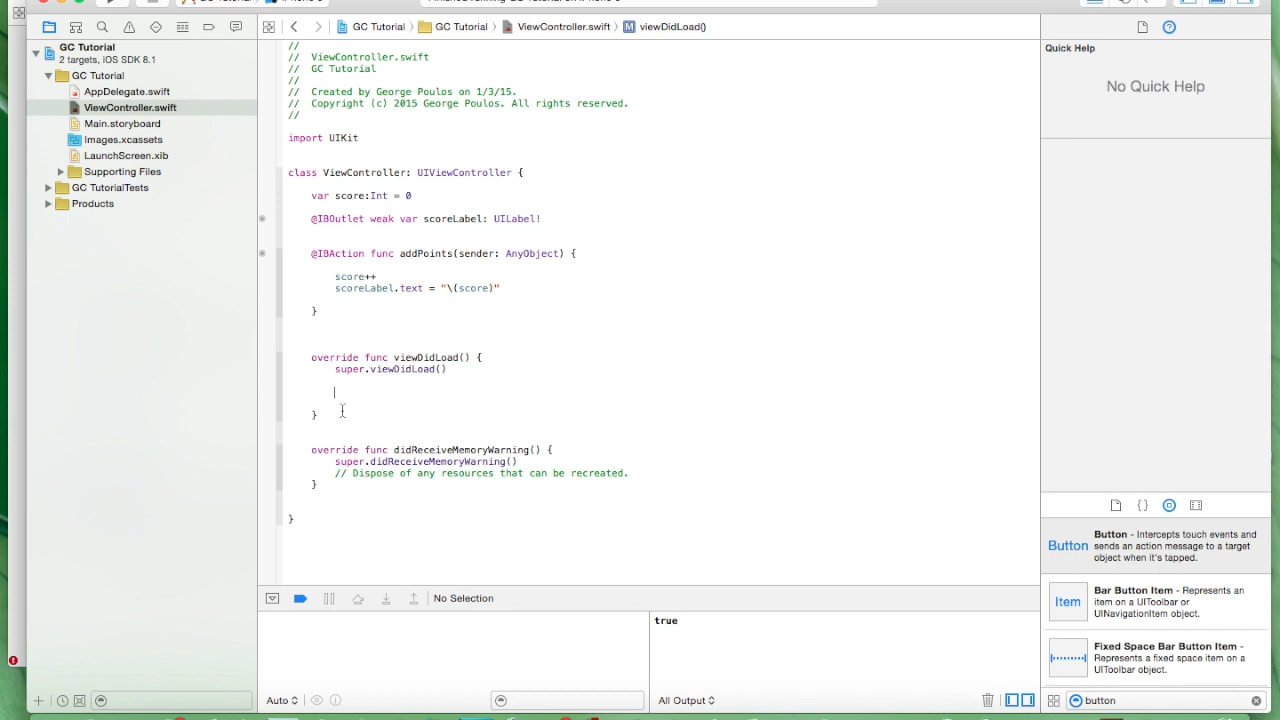 GC Tutorial
ViewController.swift
viewDidLoad()
GC Tutorial
GC Tutorial
2 targets, iOS SDK 8.1
GC Tutorial
AppDelegate.swift
ViewController.swift
Main.storyboard
Images.xcassets
LaunchScreen.xib
Supporting Files
GC TutorialTests
Products
//
// ViewController.swift
// GC Tutorial
//
// Created by George Poulos on 1/3/15.
// Copyright (c) 2015 George Poulos. All rights reserved.
//
import UIKit
class ViewController: UIViewController {
var score:Int = 0
@IBOutlet weak var scoreLabel: UILabel!
@IBAction func addPoints(sender: AnyObject) {
score++
scoreLabel.text = "\(score)"
}
override func viewDidLoad() {
super.viewDidLoad()
}
override func didReceiveMemoryWarning() {
super.didReceiveMemoryWarning()
// Dispose of any resources that can be recreated.
}
}
No Selection
true
Auto
All Output
Quick Help
No Quick Help
{ }
Button
Button - Intercepts touch events and
sends an action message to a target
object when it's tapped.
Item
Bar Button Item - Represents an
item on a UIToolbar or
UINavigationItem object.
Fixed Space Bar Button Item -
Represents a fixed space item on a
UIToolbar object.
button